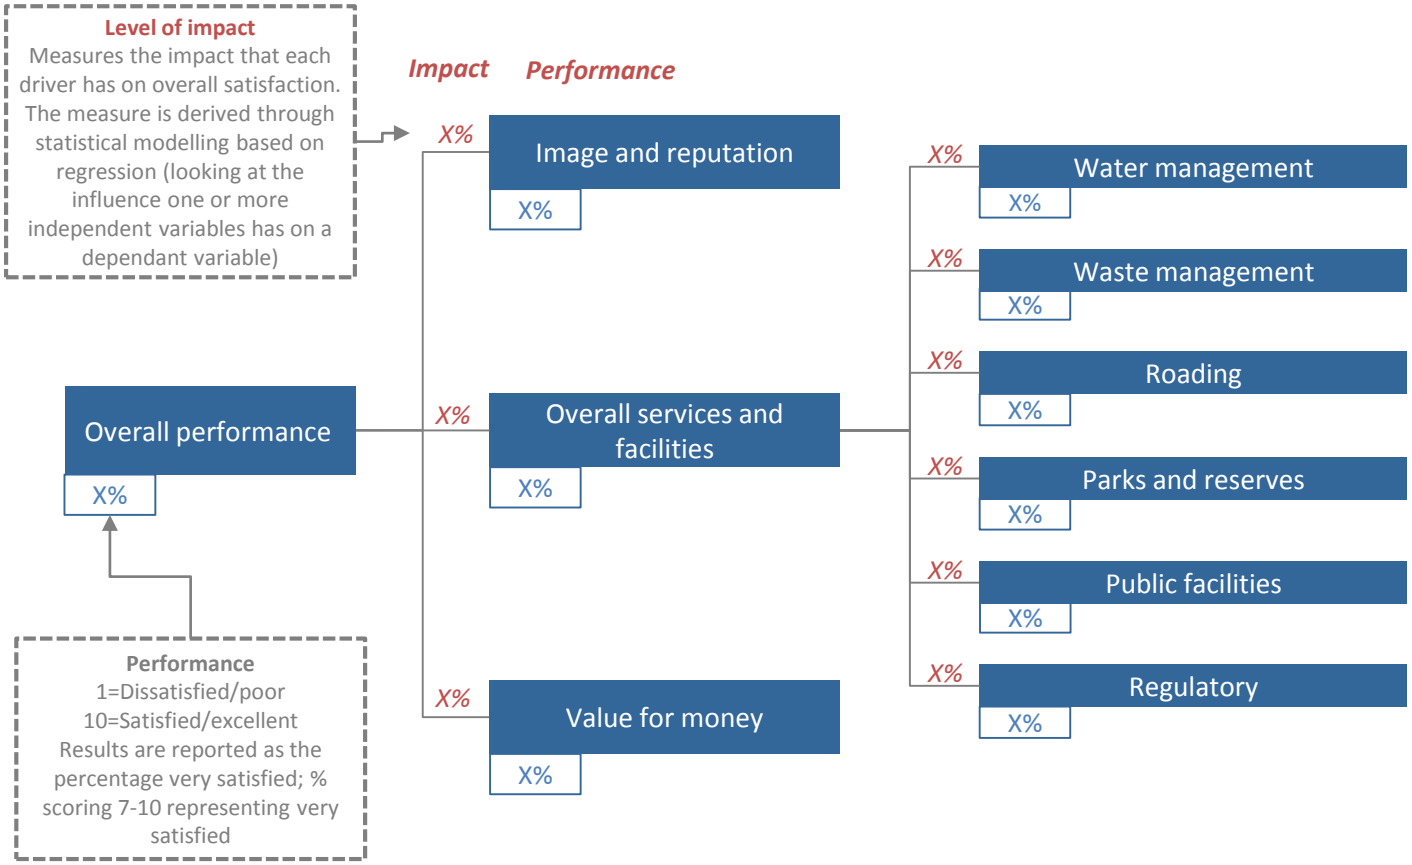 Level of impact
Measures the impact that each
driver has on overall satisfaction.
The measure is derived through
statistical modelling based on
regression (looking at the
influence one or more
independent variables has on a
dependant variable)
Impact Performance
X%
Image and reputation
X%
X%
Overall services and
facilities
X%
X%
Value for money
X%
Overall performance
X%
Performance
1=Dissatisfied/poor
10=Satisfied/excellent
Results are reported as the
percentage very satisfied; %
scoring 7-10 representing very
satisfied
X%
Water management
X%
X%
Waste management
X%
X%
Roading
X%
X%
Parks and reserves
X%
X%
Public facilities
X%
X%
Regulatory
X%